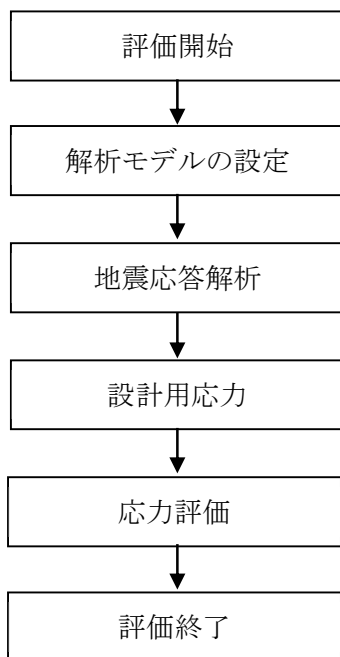 評価開始
解析モデルの設定
地震応答解析
設計用応力
応力評価
評価終了